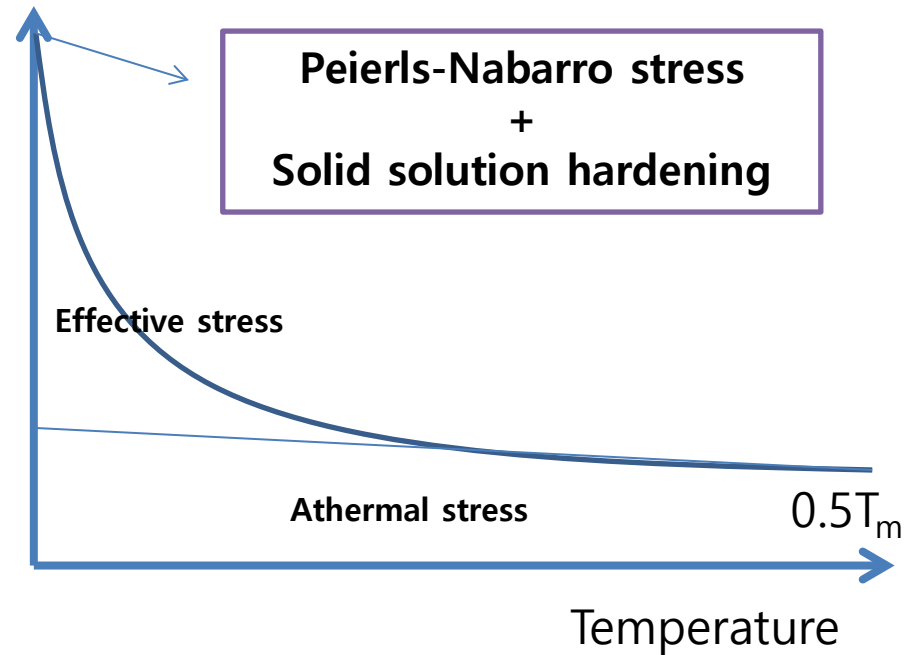 Peierls-Nabarro stress
+
Solid solution hardening
Effective stress
Athermal stress
0.5Tm
Temperature